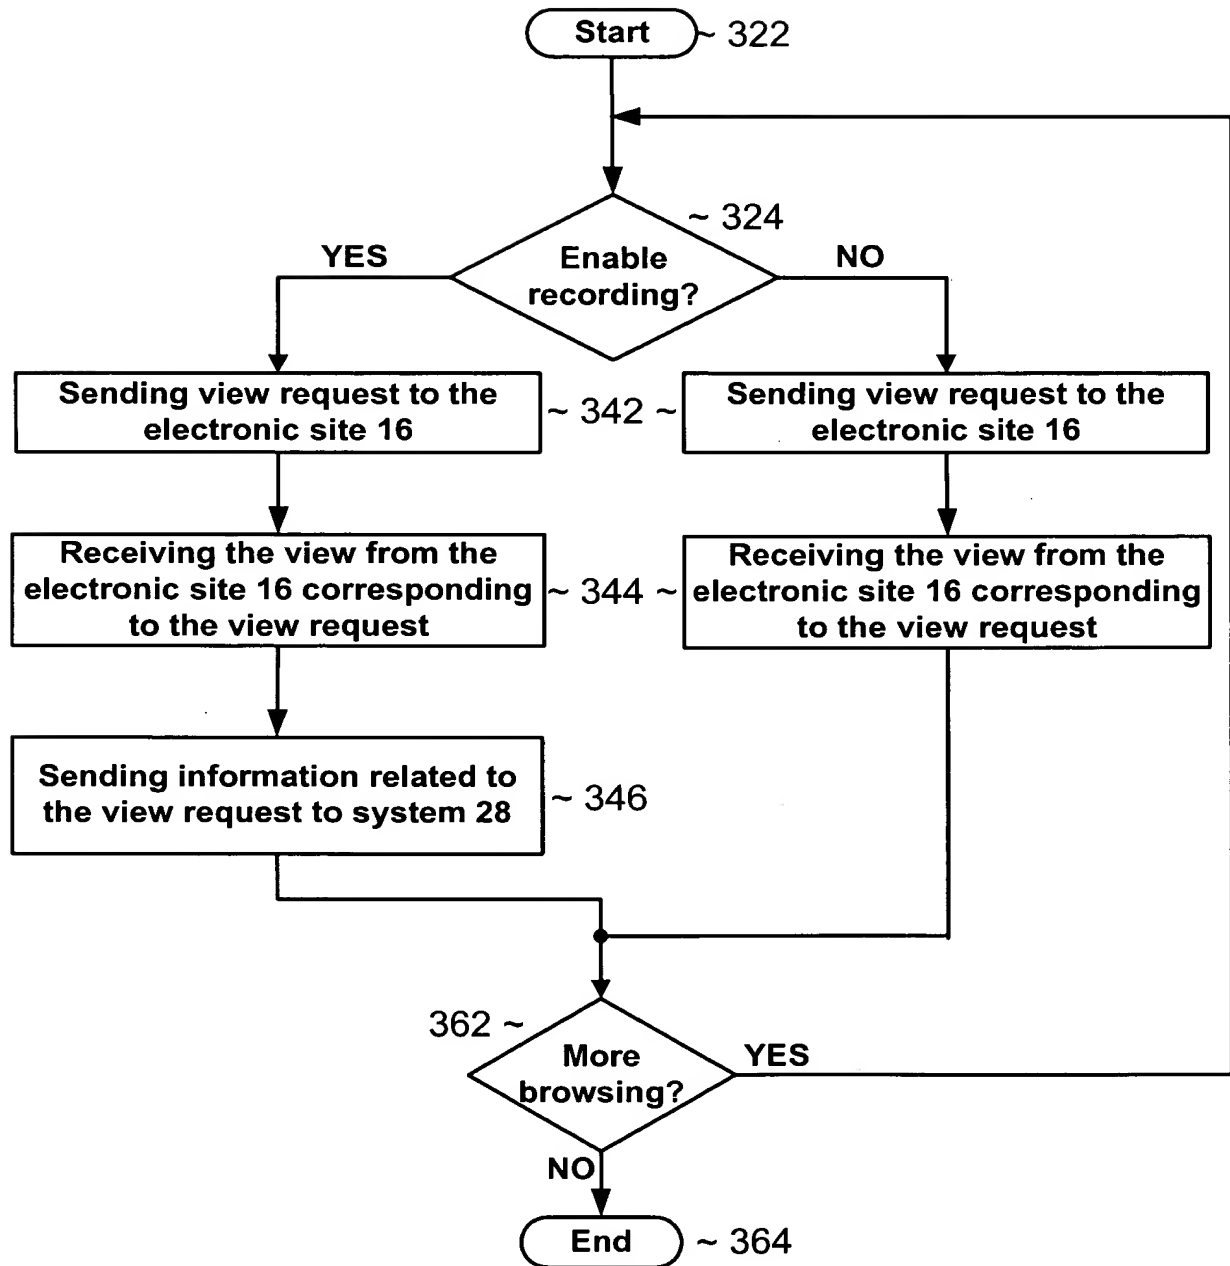 Start ~ 322
~ 324
YES
Enable
recording?
NO
Sending view request to the
electronic site 16
~ 342 ~
Sending view request to the
electronic site 16
Receiving the view from the
electronic site 16 corresponding
to the view request
~ 344 ~
Receiving the view from the
electronic site 16 corresponding
to the view request
Sending information related to
the view request to system 28
~ 346
362 ~
More
browsing?
YES
NO
End ~ 364